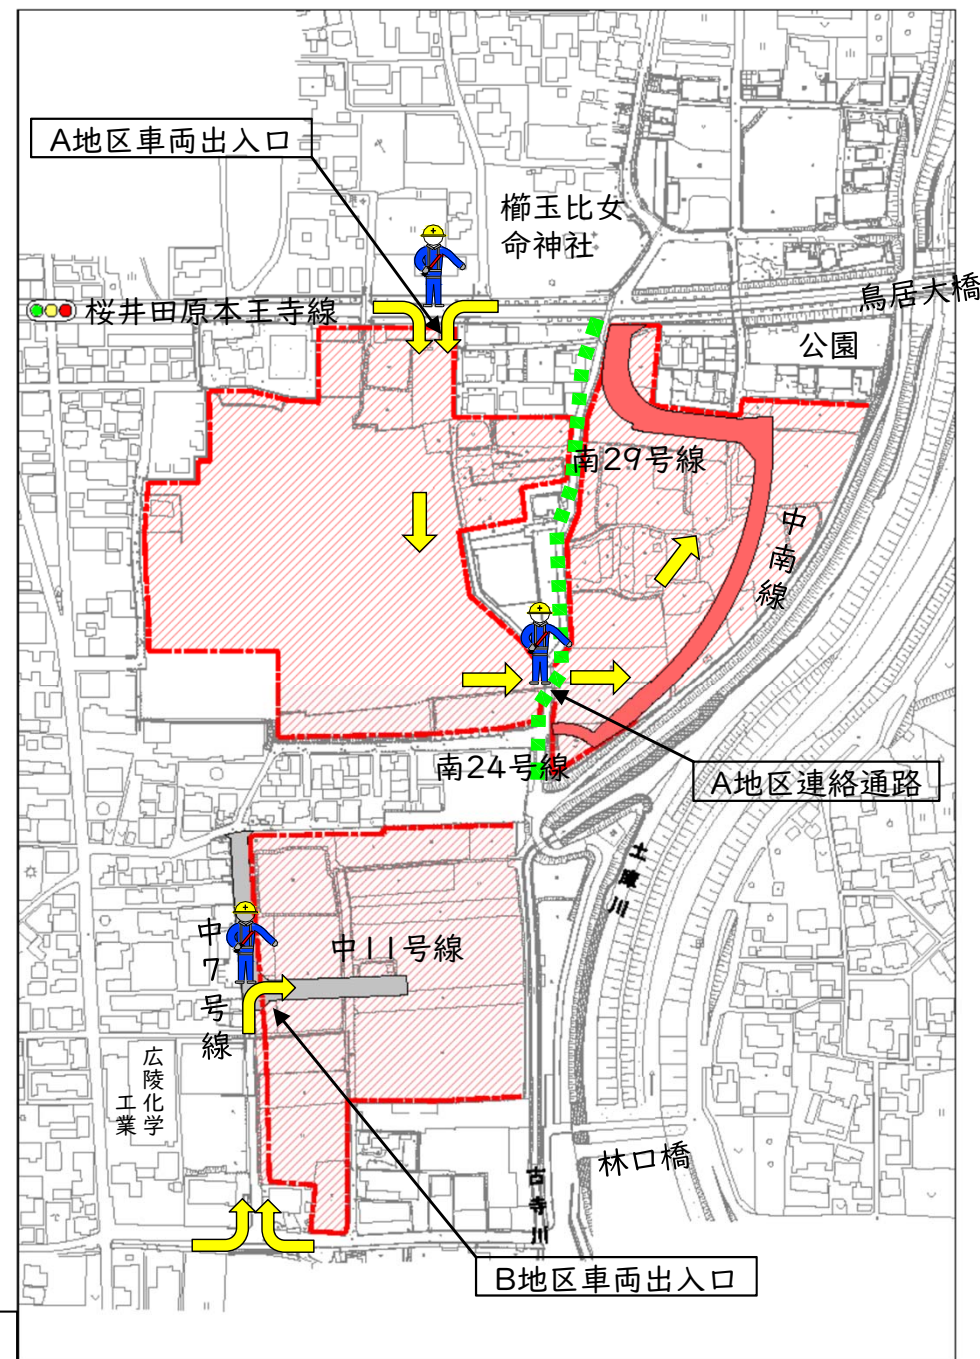 A地区車両出入口
櫛玉比女
命神社
鳥居大橋
桜井田原本王寺線
公園
南29号線
中南線
南24号線
A地区連絡通路
土庫川
中11号線
中7号線
広陵化学
工業
林口橋
古寺川
B地区車両出入口